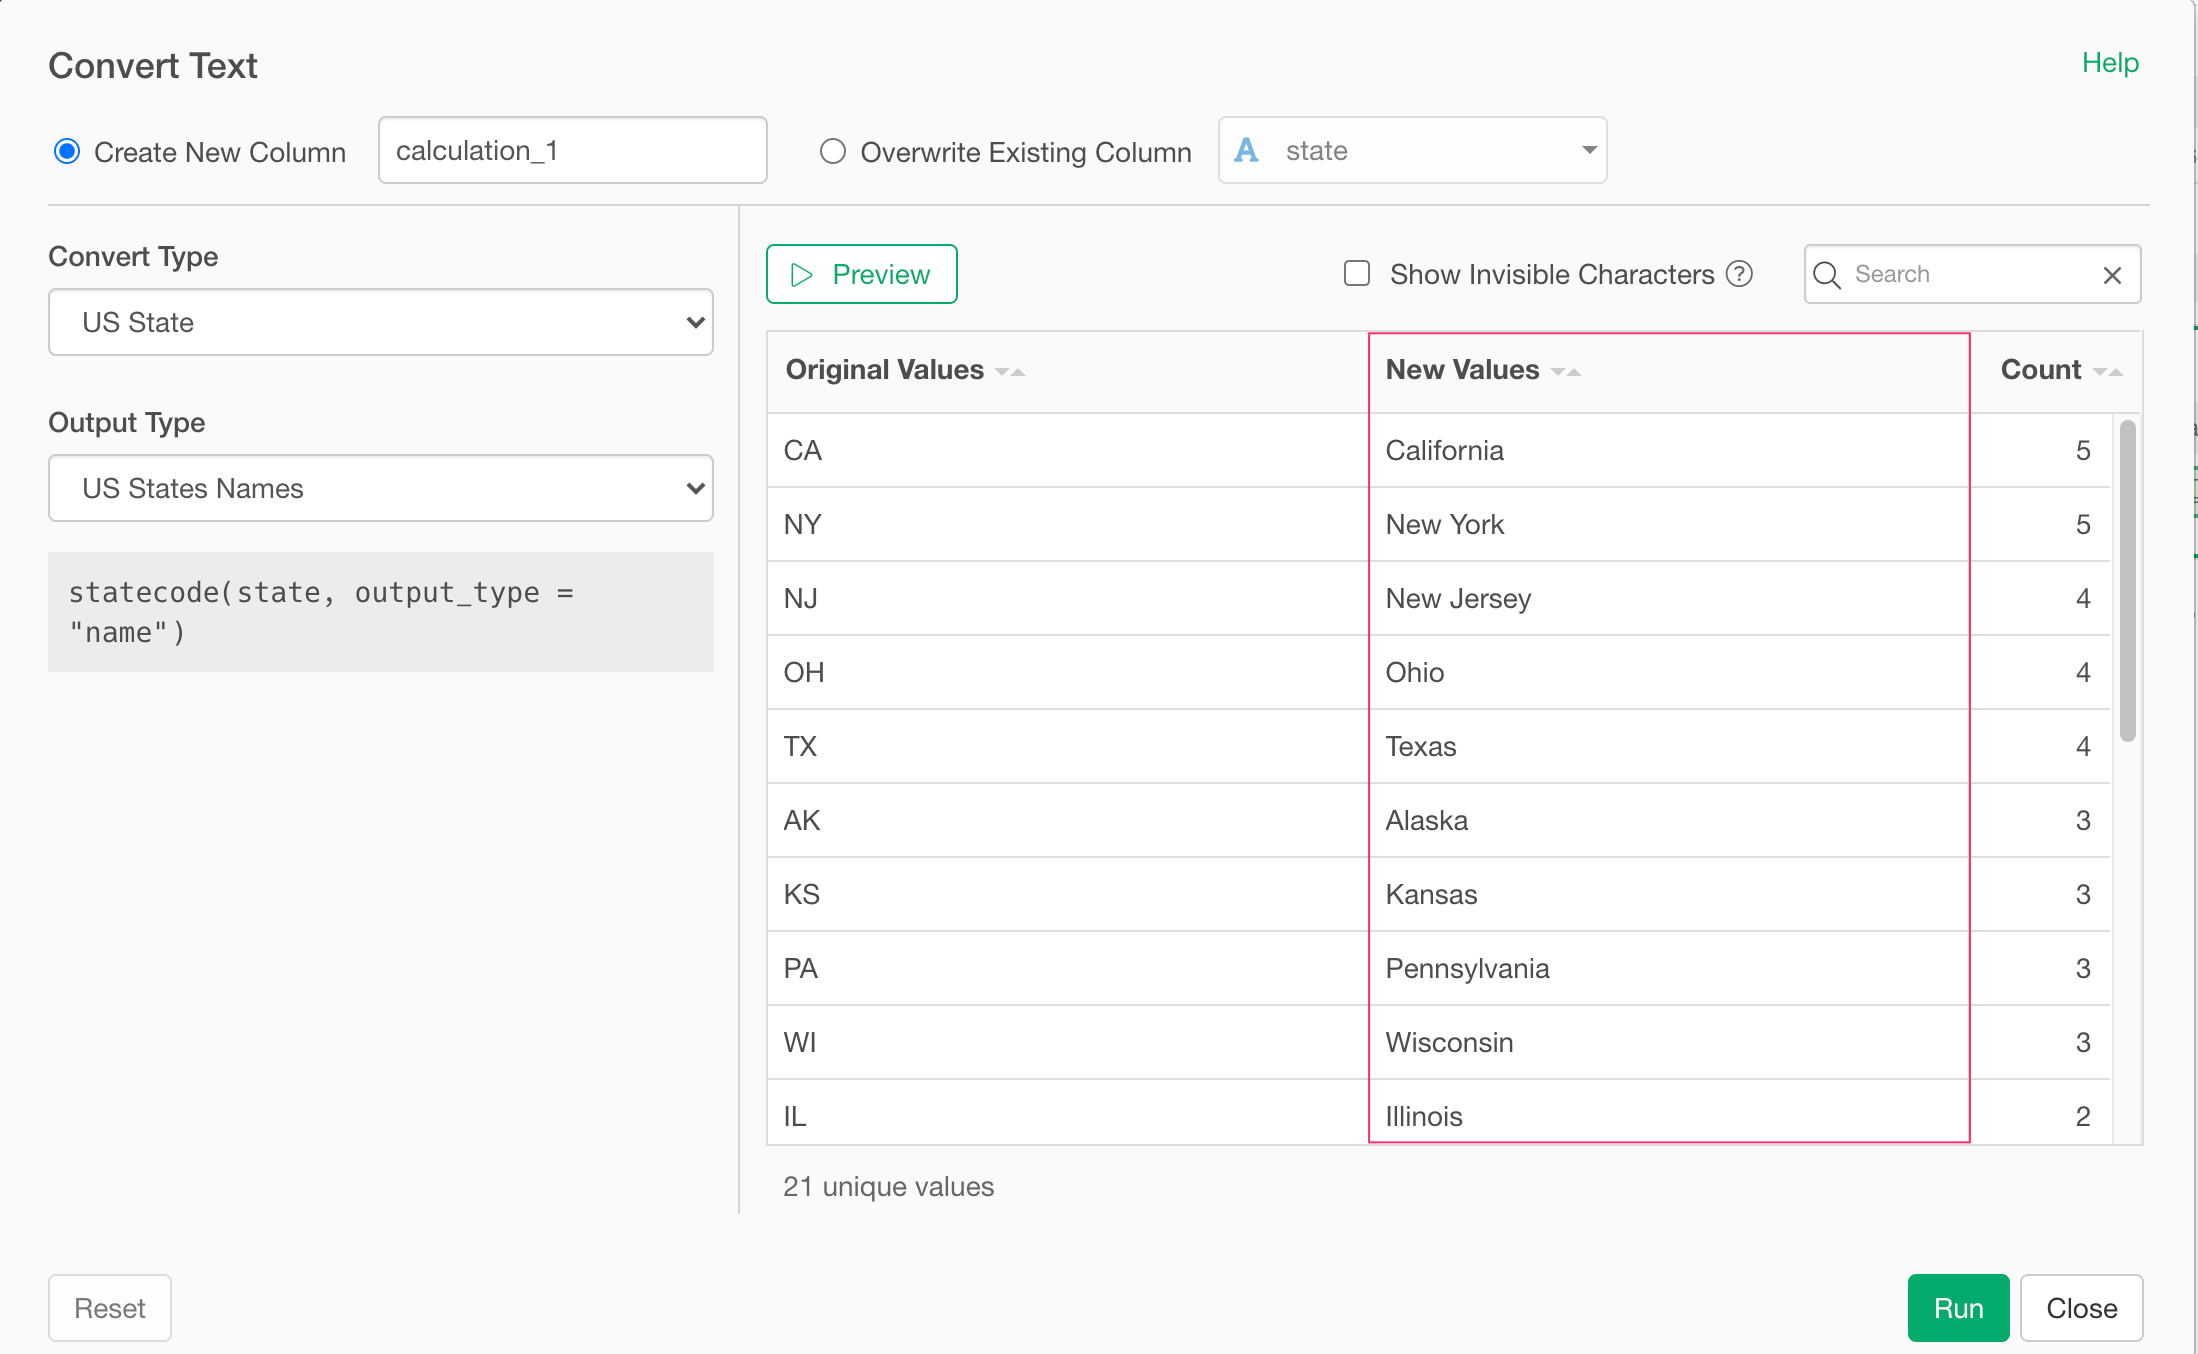 Convert Text
Help
Create New Column calculation_1 Overwrite Existing Column A state
Convert Type
US State
Output Type
US States Names
statecode(state, output_type =
"name")
Preview Show Invisible Characters ? Search
Original Values New Values Count
CA California 5
NY New York 5
NJ New Jersey 4
OH Ohio 4
TX Texas 4
AK Alaska 3
KS Kansas 3
PA Pennsylvania 3
WI Wisconsin 3
IL Illinois 2
21 unique values
Reset Run Close